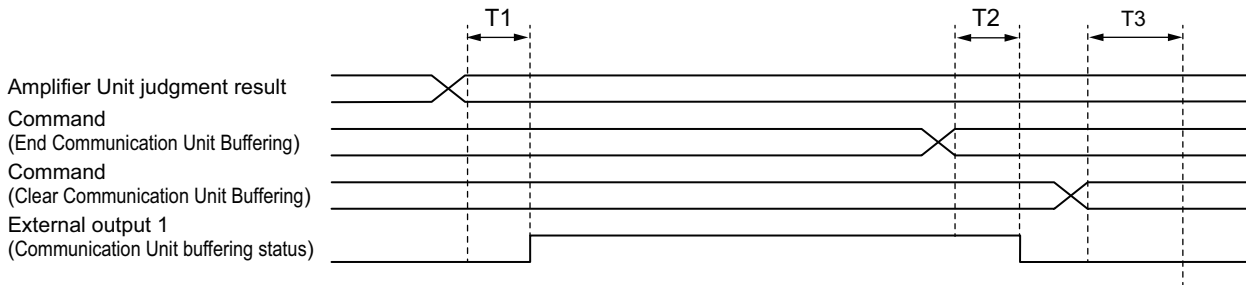 T1
T2
T3
Amplifier Unit judgment result
Command
(End Communication Unit Buffering)
Command
(Clear Communication Unit Buffering)
External output 1
(Communication Unit buffering status)